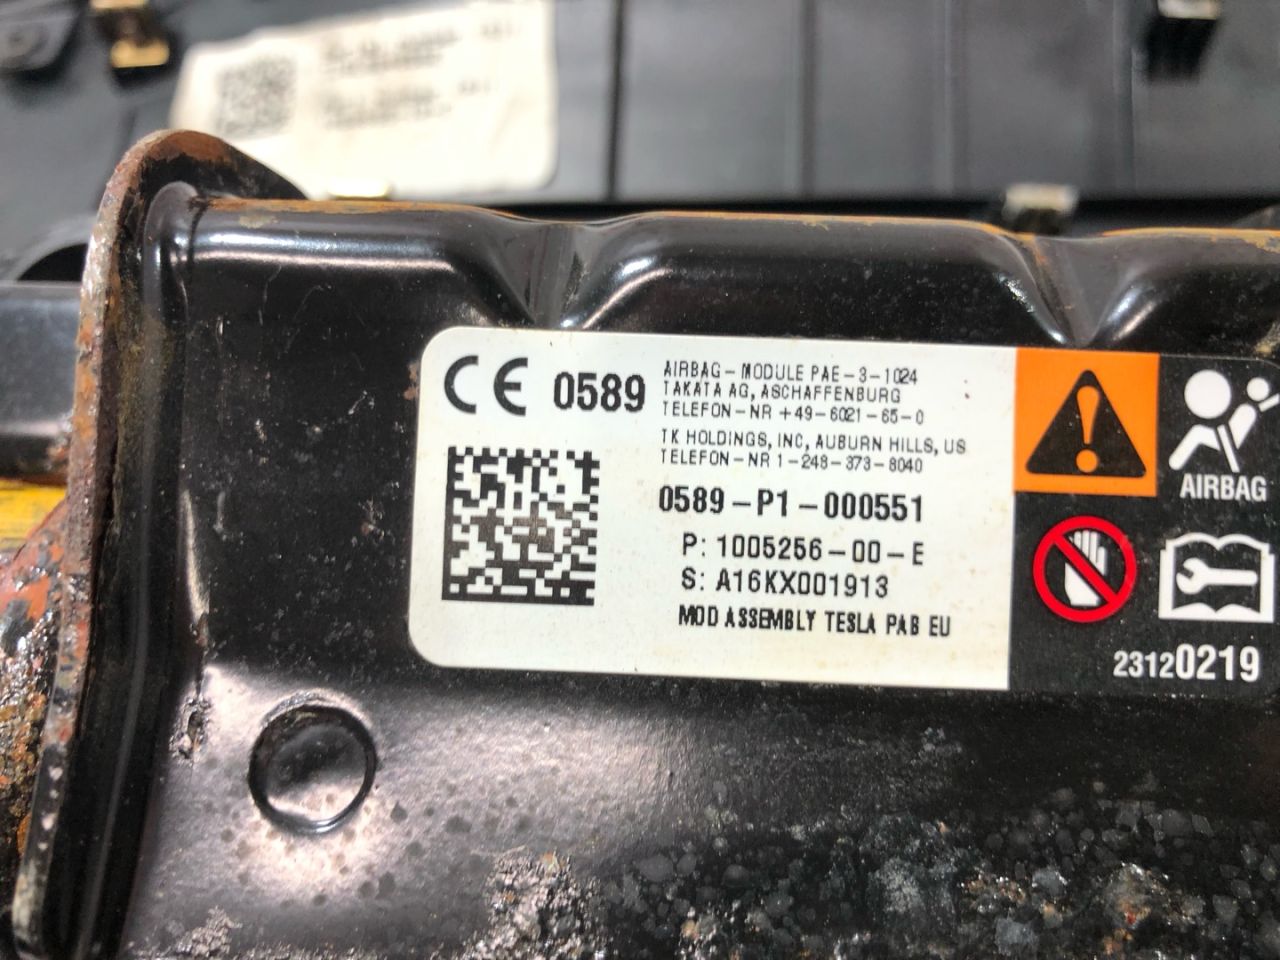 CE 0589
AIRBAG-MODULE PAE-3-1024
TAKATA AG, ASCHAFFENBURG
TELEFON-NR +49-6021-65-0
TK HOLDINGS, INC, AUBURN HILLS, US
TELEFON-NR 1-248-373-8040
0589-P1-000551
P: 1005256-00-E
S: A16KX001913
MOD ASSEMBLY TESLA PAB EU
AIRBAG
23120219